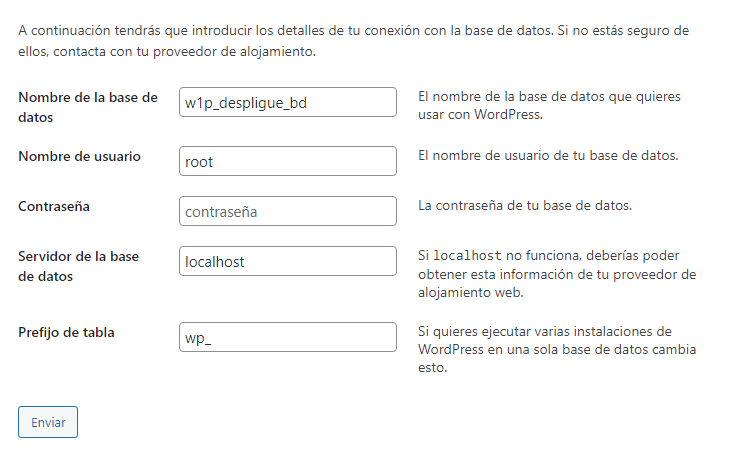 A continuación tendrás que introducir los detalles de tu conexión con la base de datos. Si no estás seguro de
ellos, contacta con tu proveedor de alojamiento.
Nombre de la base de
datos
w1p_despligue_bd
El nombre de la base de datos que quieres
usar con WordPress.
Nombre de usuario
root
El nombre de usuario de tu base de datos.
Contraseña
contraseña
La contraseña de tu base de datos.
Servidor de la base
de datos
localhost
Si localhost no funciona, deberías poder
obtener esta información de tu proveedor de
alojamiento web.
Prefijo de tabla
wp_
Si quieres ejecutar varias instalaciones de
WordPress en una sola base de datos cambia
esto.
Enviar